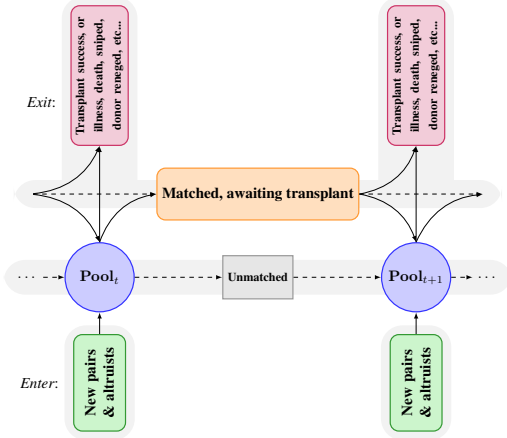 Exit:
Transplant success, or
illness, death, sniped,
donor reneged, etc...
Transplant success, or
illness, death, sniped,
donor reneged, etc...
Matched, awaiting transplant
...
Pool_t
Unmatched
Pool_{t+1}
...
Enter:
New pairs
& altruists
New pairs
& altruists